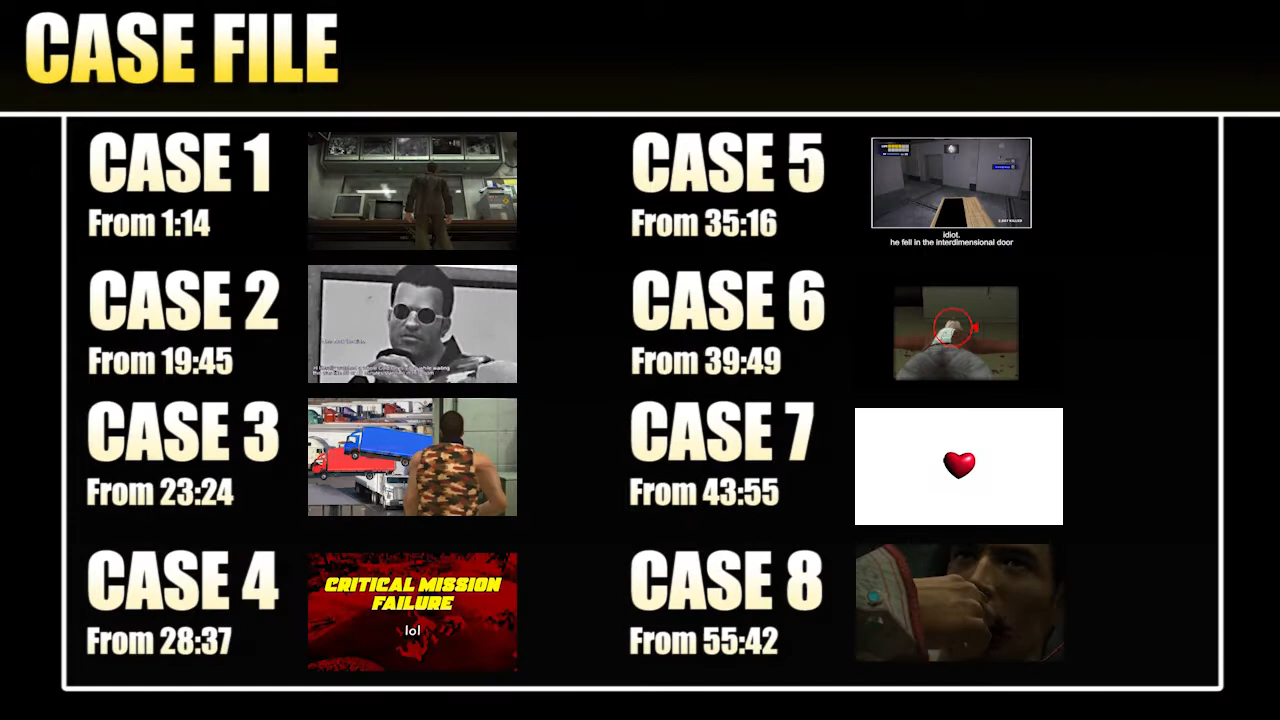 CASE FILE
CASE 1
From 1:14
CASE 2
From 19:45
CASE 3
From 23:24
CASE 4
From 28:37
CRITICAL MISSION
FAILURE
lol
CASE 5
From 35:16
idiot.
he fell in the interdimensional door
CASE 6
From 39:49
CASE 7
From 43:55
CASE 8
From 55:42